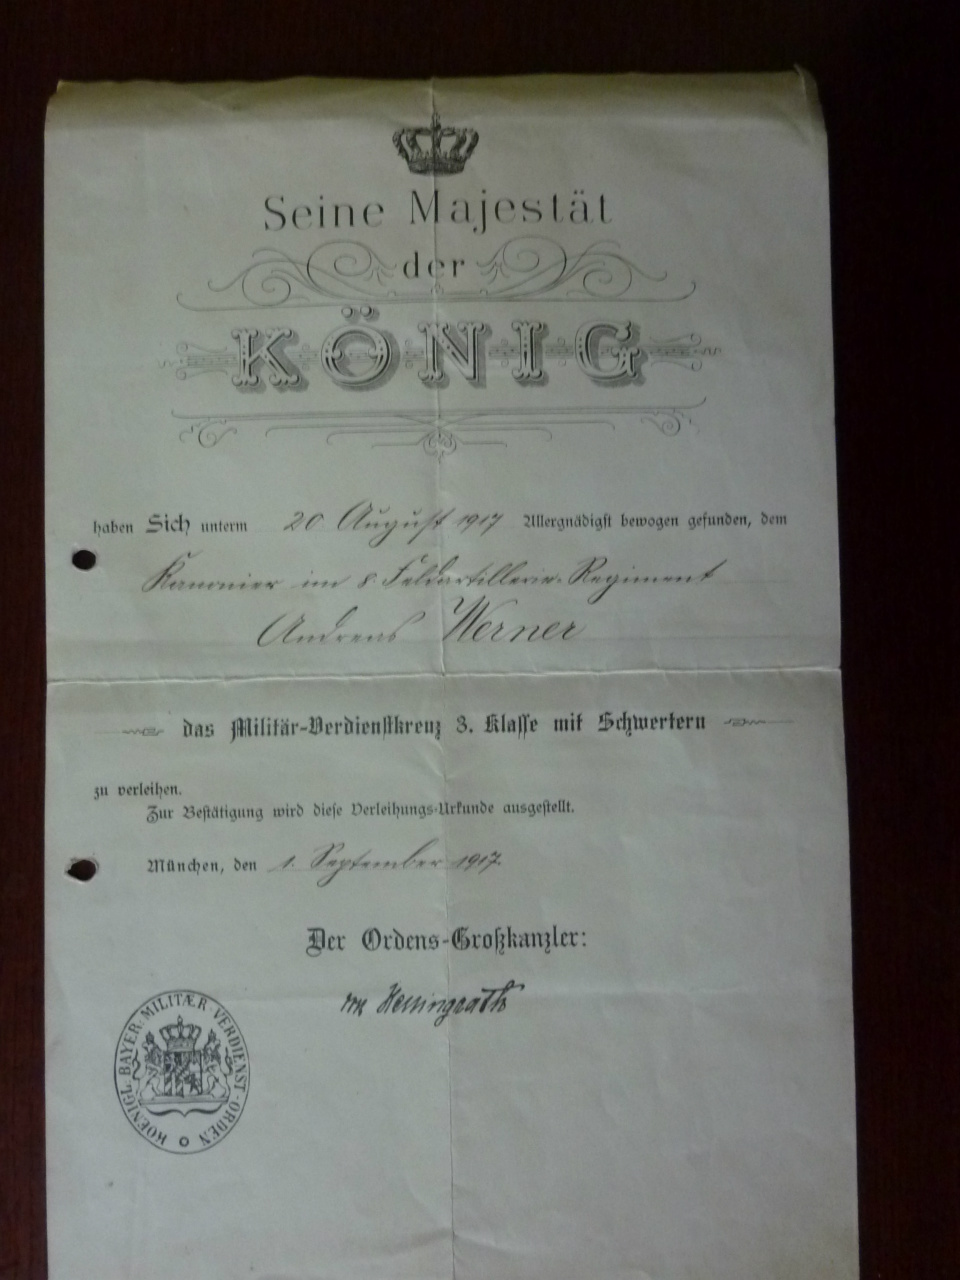 Seine Majestät
der
KÖNIG
haben Sich unterm 20 August 1917 Allergnädigst bewogen gefunden, dem
Kanonier im 8. Feldartillerie-Regiment
Andreas Werner
das Militär-Verdienstkreuz 3. Klasse mit Schwertern
zu verleihen.
Zur Bestätigung wird diese Verleihungs-Urkunde ausgestellt.
München, den 1. September 1917.
Der Ordens-Großkanzler:
KOENIGL. BAYER. MILITÆR-VERDIENST-ORDEN